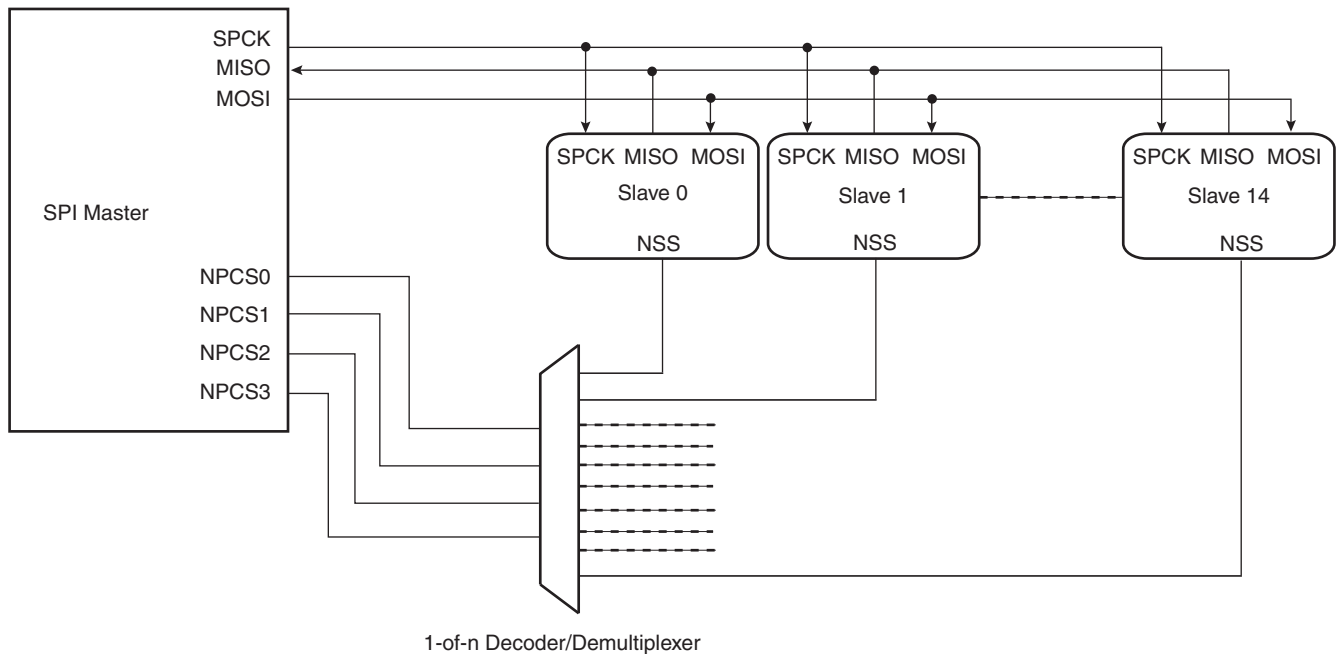 SPI Master
SPCK
MISO
MOSI
NPCS0
NPCS1
NPCS2
NPCS3
SPCK MISO MOSI
Slave 0
NSS
SPCK MISO MOSI
Slave 1
NSS
SPCK MISO MOSI
Slave 14
NSS
1-of-n Decoder/Demultiplexer